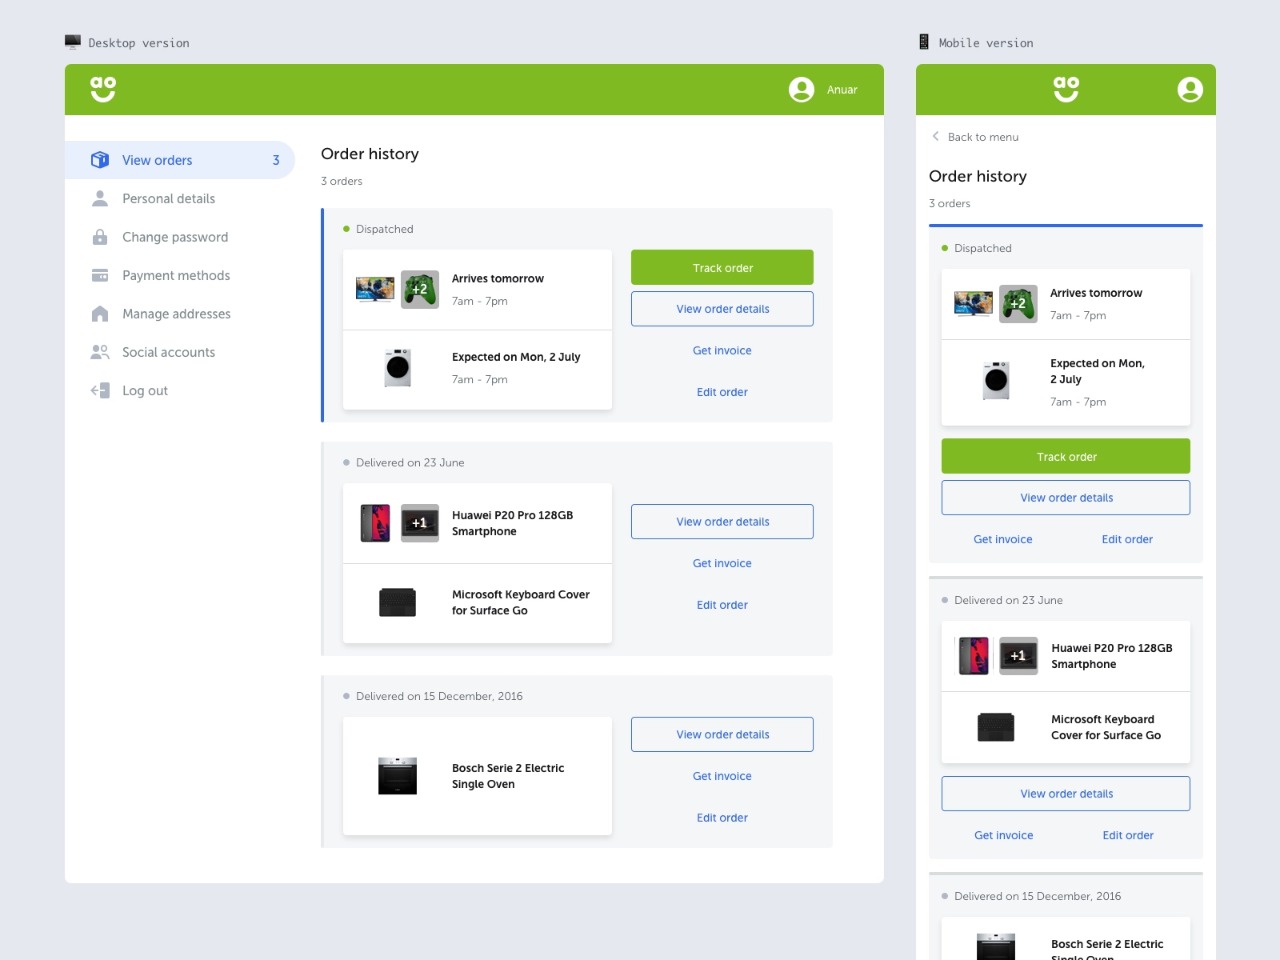 Desktop version
ao
Anuar
View orders 3
Personal details
Change password
Payment methods
Manage addresses
Social accounts
Log out
Order history
3 orders
Dispatched
+2
Arrives tomorrow
7am - 7pm
Expected on Mon, 2 July
7am - 7pm
Track order
View order details
Get invoice
Edit order
Delivered on 23 June
+1
Huawei P20 Pro 128GB
Smartphone
Microsoft Keyboard Cover
for Surface Go
View order details
Get invoice
Edit order
Delivered on 15 December, 2016
Bosch Serie 2 Electric
Single Oven
View order details
Get invoice
Edit order
Mobile version
ao
Back to menu
Order history
3 orders
Dispatched
+2
Arrives tomorrow
7am - 7pm
Expected on Mon,
2 July
7am - 7pm
Track order
View order details
Get invoice Edit order
Delivered on 23 June
+1
Huawei P20 Pro 128GB
Smartphone
Microsoft Keyboard
Cover for Surface Go
View order details
Get invoice Edit order
Delivered on 15 December, 2016
Bosch Serie 2 Electric
Single Oven